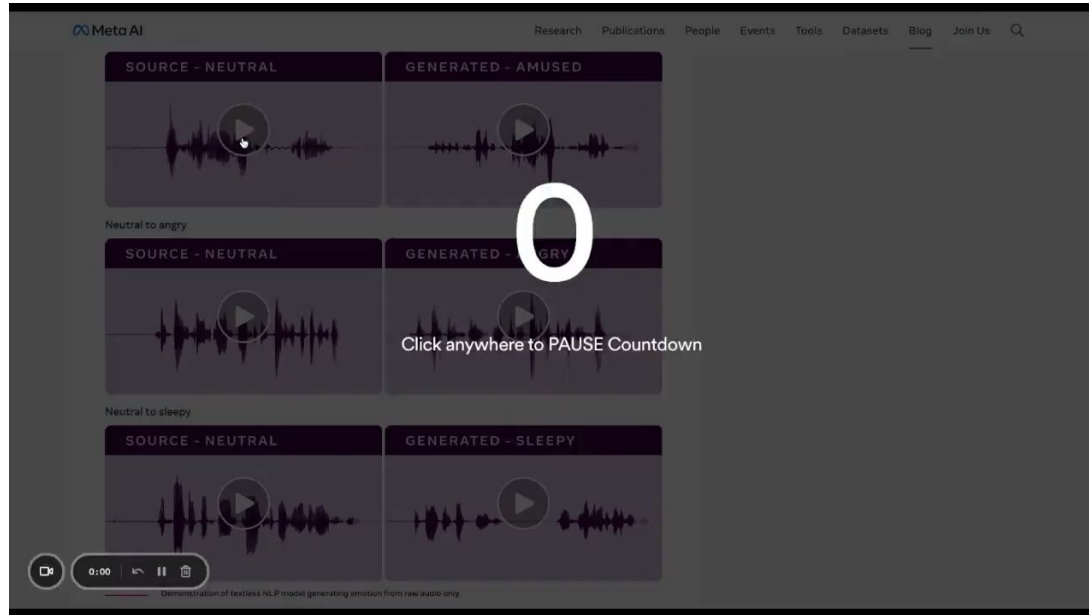 Meta AI
Research Publications People Events Tools Datasets Blog Join Us
SOURCE - NEUTRAL GENERATED - AMUSED
0
Neutral to angry
SOURCE - NEUTRAL GENERATED - GRY
Click anywhere to PAUSE Countdown
Neutral to sleepy
SOURCE - NEUTRAL GENERATED - SLEEPY
0:00
Demonstration of textless NLP model generating emotion from raw audio only.